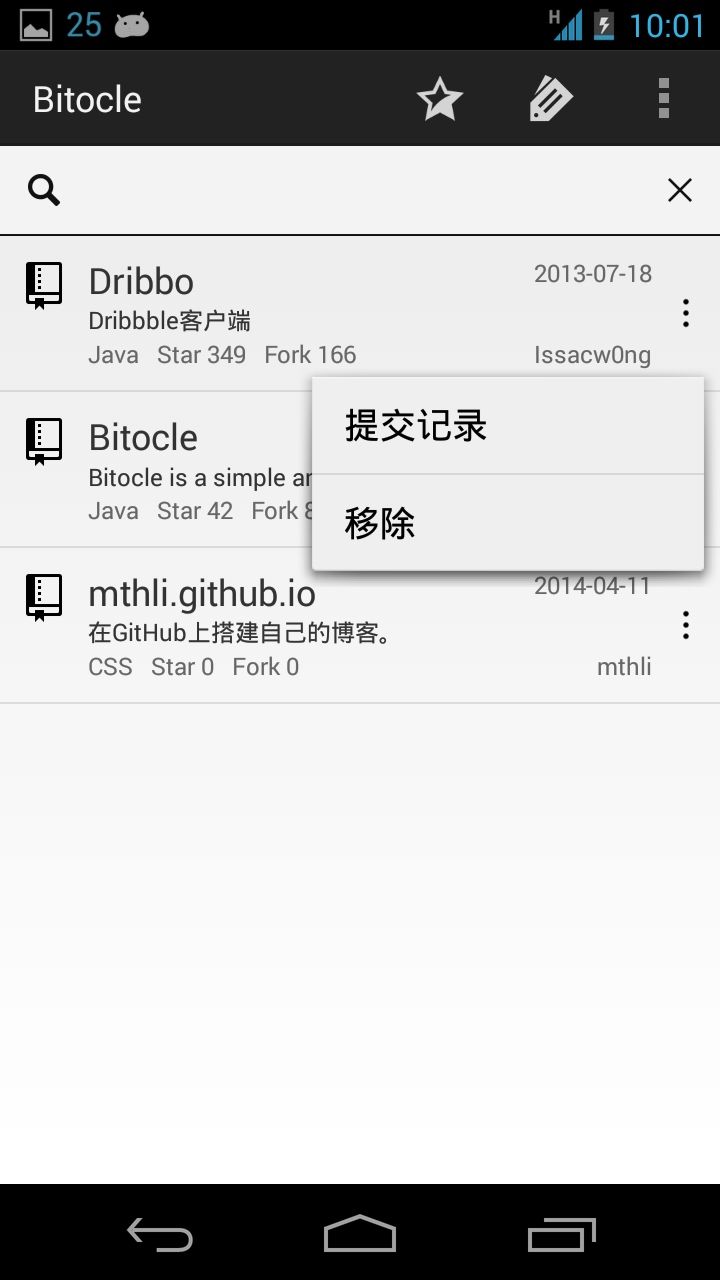 25
H
10:01
Bitocle
Dribbo
2013-07-18
Dribbble客户端
Java Star 349 Fork 166
Issacw0ng
Bitocle
提交记录
Bitocle is a simple
Java Star 42 Fork
移除
mthli.github.io
2014-04-11
在GitHub上搭建自己的博客。
CSS Star 0 Fork 0
mthli